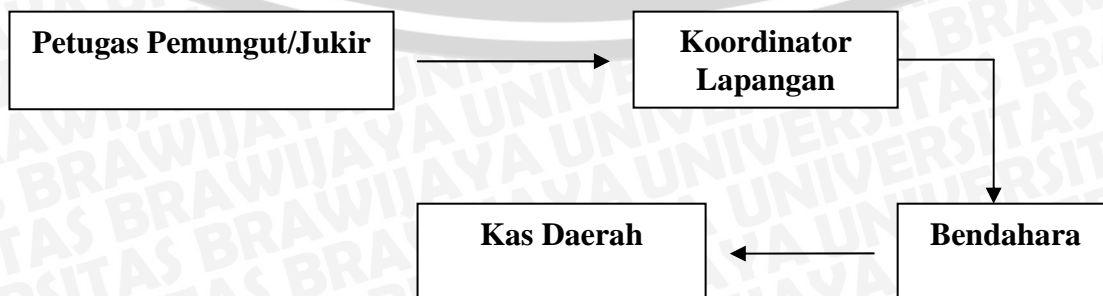 Petugas Pemungut/Jukir
Koordinator
Lapangan
Kas Daerah
Bendahara